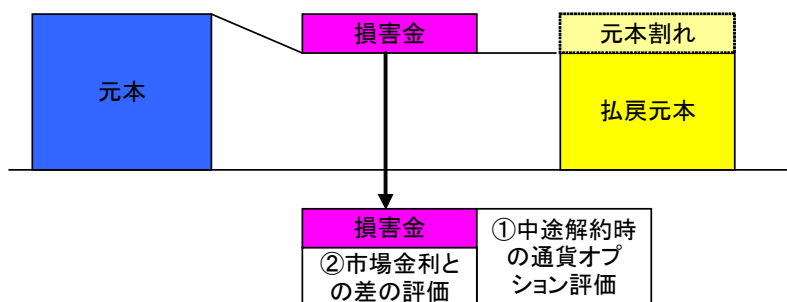 元本
損害金
元本割れ
払戻元本
損害金
②市場金利と
の差の評価
①中途解約時
の通貨オプ
ション評価